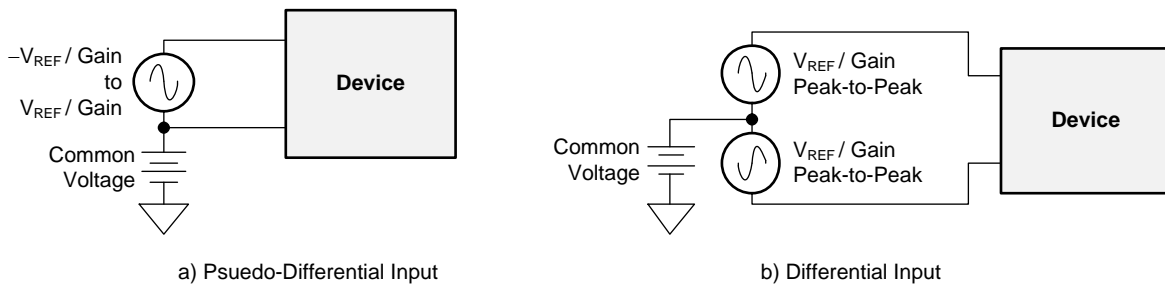 −VREF / Gain
to
VREF / Gain
Device
Common
Voltage
a) Psuedo-Differential Input
VREF / Gain
Peak-to-Peak
Common
Voltage
VREF / Gain
Peak-to-Peak
Device
b) Differential Input